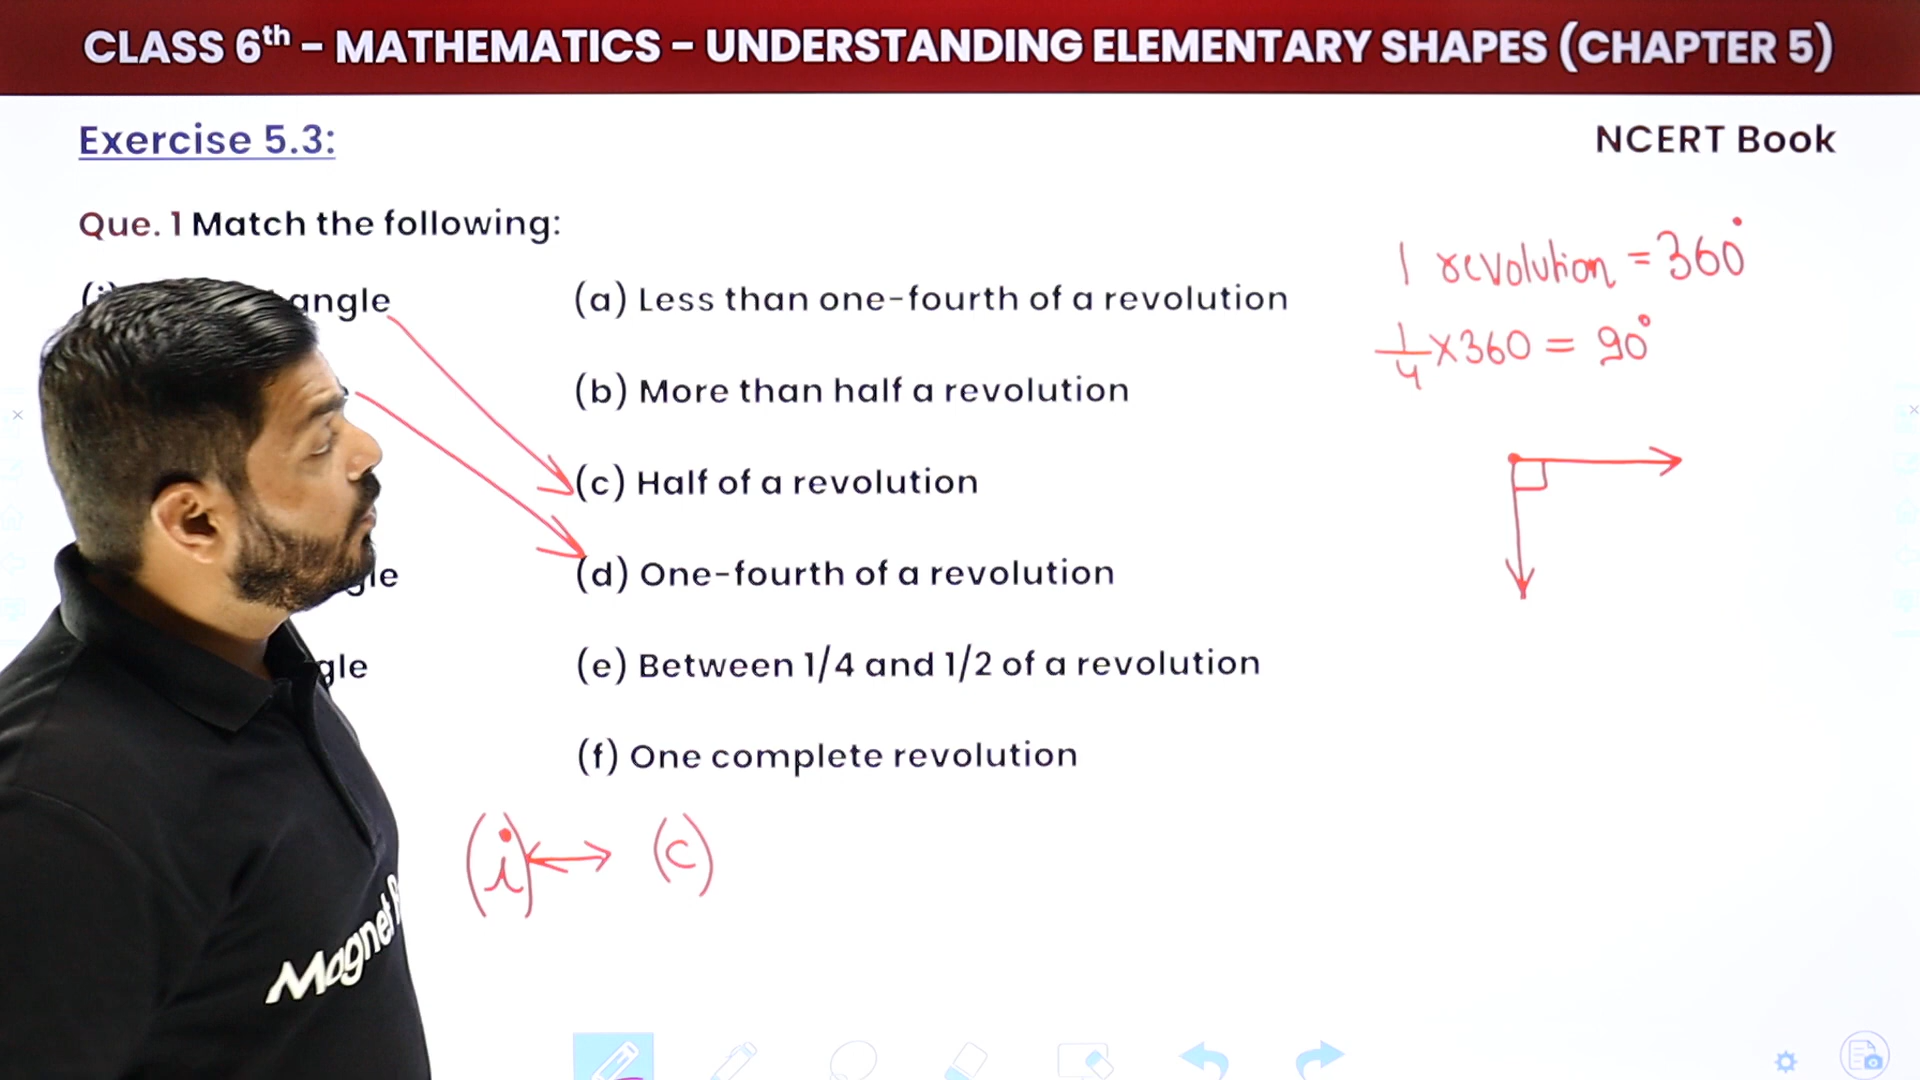 CLASS 6th – MATHEMATICS – UNDERSTANDING ELEMENTARY SHAPES (CHAPTER 5)
Exercise 5.3:
NCERT Book
Que. 1 Match the following:
angle
(a) Less than one-fourth of a revolution
(b) More than half a revolution
(c) Half of a revolution
(d) One-fourth of a revolution
(e) Between 1/4 and 1/2 of a revolution
gle
(f) One complete revolution
1 revolution = 360°
1/4 × 360 = 90°
(i) ↔ (c)
Magnet